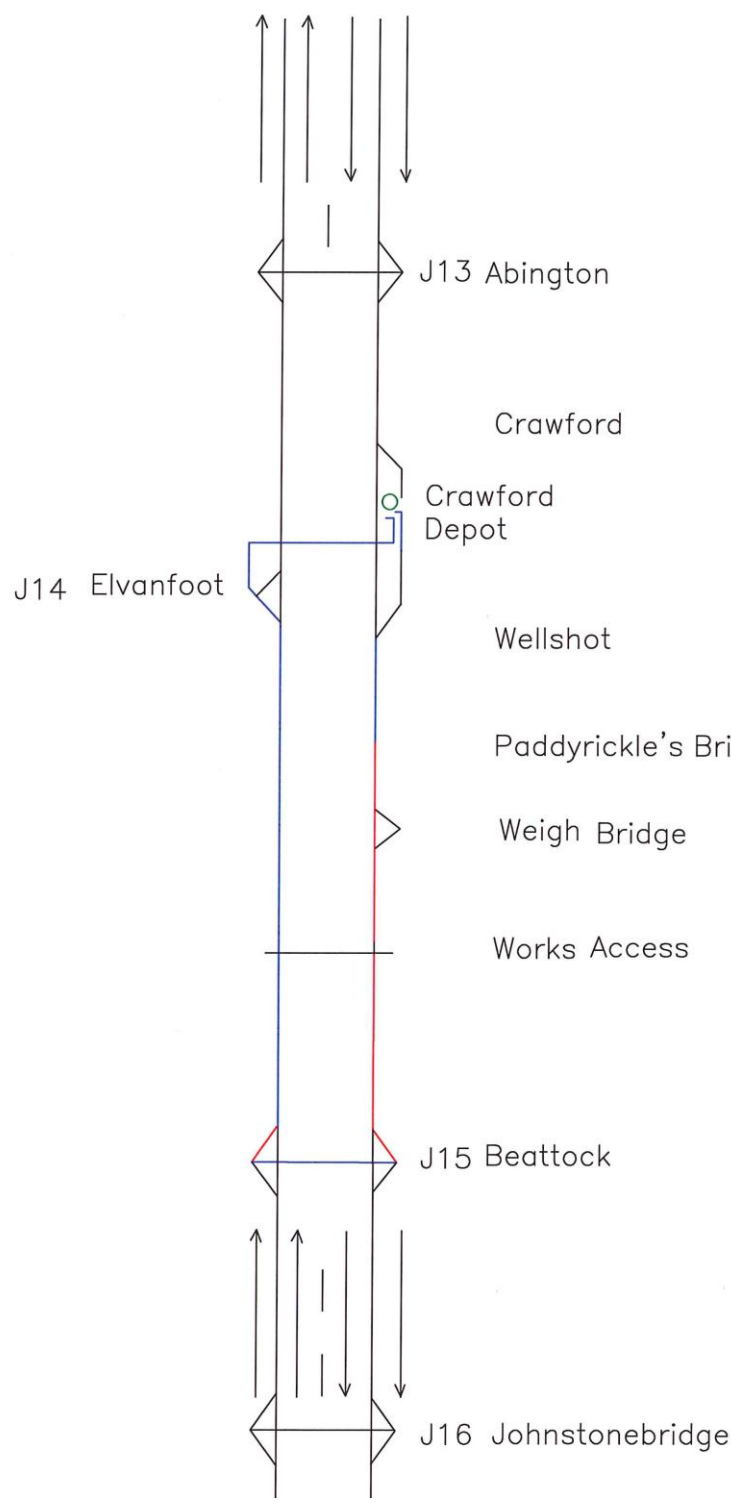 J13 Abington
Crawford
Crawford
Depot
J14 Elvanfoot
Wellshot
Paddyrickle's Bri
Weigh Bridge
Works Access
J15 Beattock
J16 Johnstonebridge